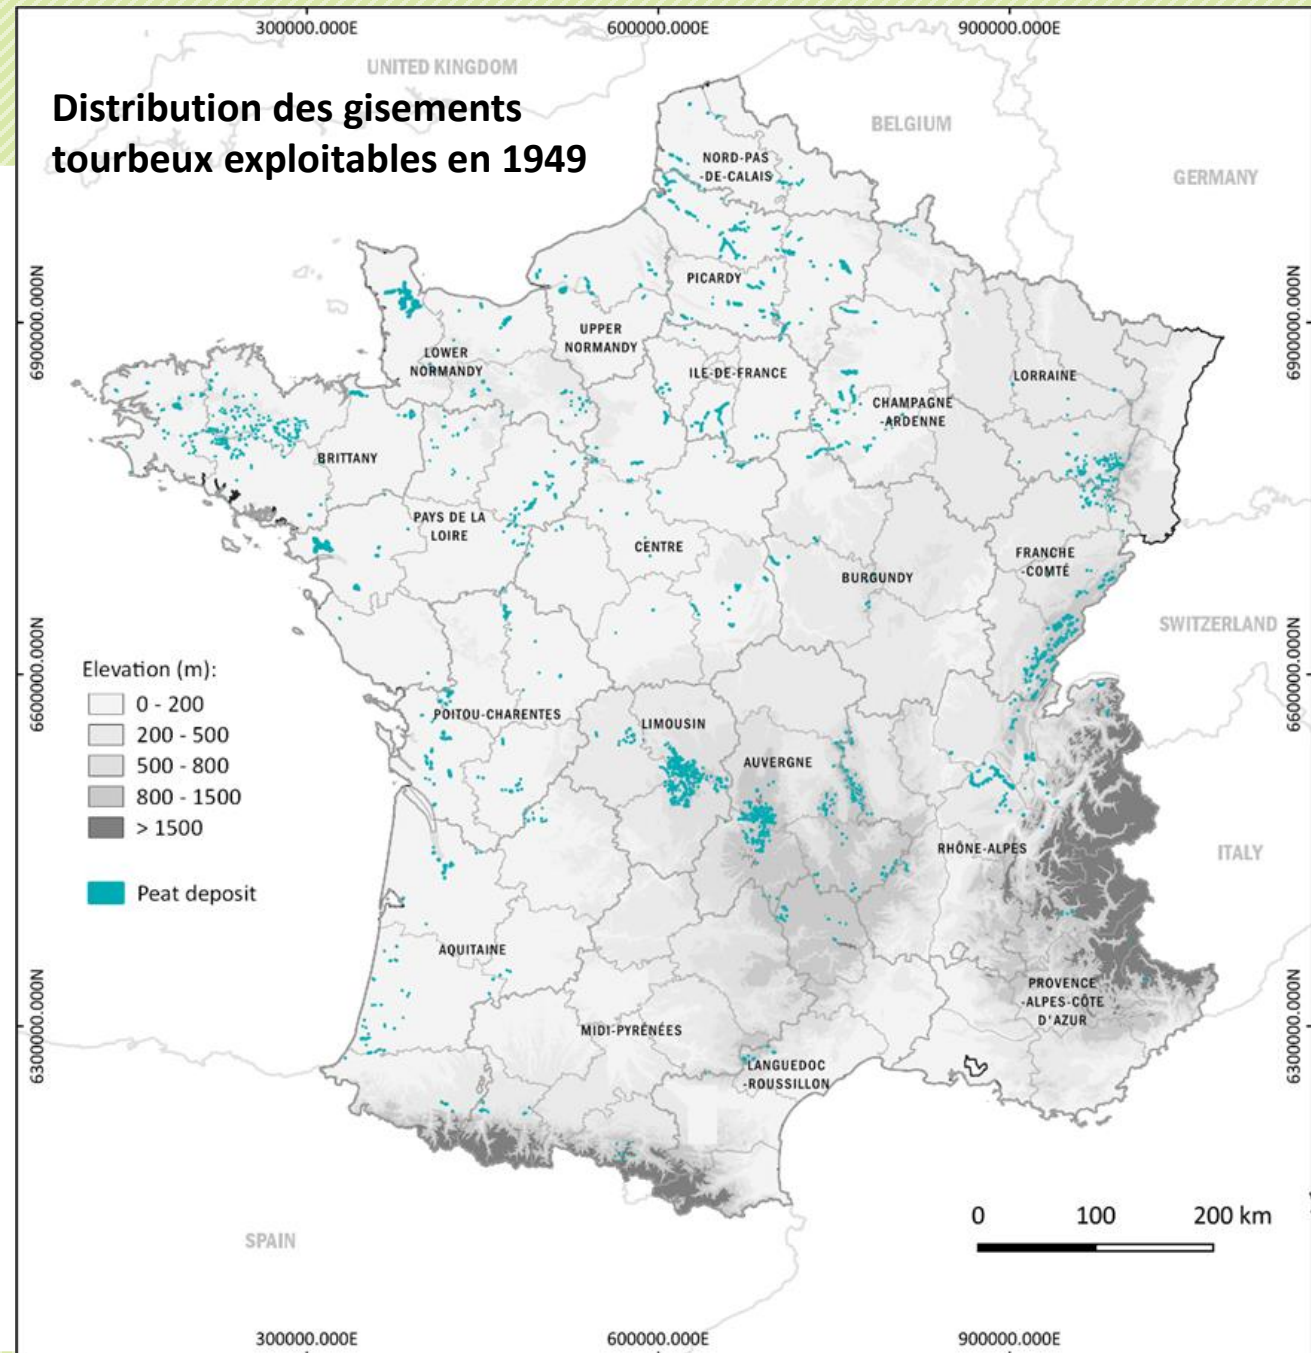 300000.000E
600000.000E
900000.000E
UNITED KINGDOM
Distribution des gisements
tourbeux exploitables en 1949
BELGIUM
GERMANY
NORD-PAS
-DE-CALAIS
PICARDY
6900000.000N
6900000.000N
UPPER
NORMANDY
LOWER
NORMANDY
ILE-DE-FRANCE
LORRAINE
CHAMPAGNE
-ARDENNE
BRITTANY
PAYS DE LA
LOIRE
CENTRE
FRANCHE
-COMTÉ
BURGUNDY
SWITZERLAND
6600000.000N
6600000.000N
Elevation (m):
0 - 200
200 - 500
500 - 800
800 - 1500
> 1500
Peat deposit
POITOU-CHARENTES
LIMOUSIN
AUVERGNE
RHÔNE-ALPES
ITALY
AQUITAINE
PROVENCE
-ALPES-CÔTE
D'AZUR
MIDI-PYRÉNÉES
6300000.000N
6300000.000N
LANGUEDOC
-ROUSSILLON
SPAIN
0 100 200 km
300000.000E
600000.000E
900000.000E